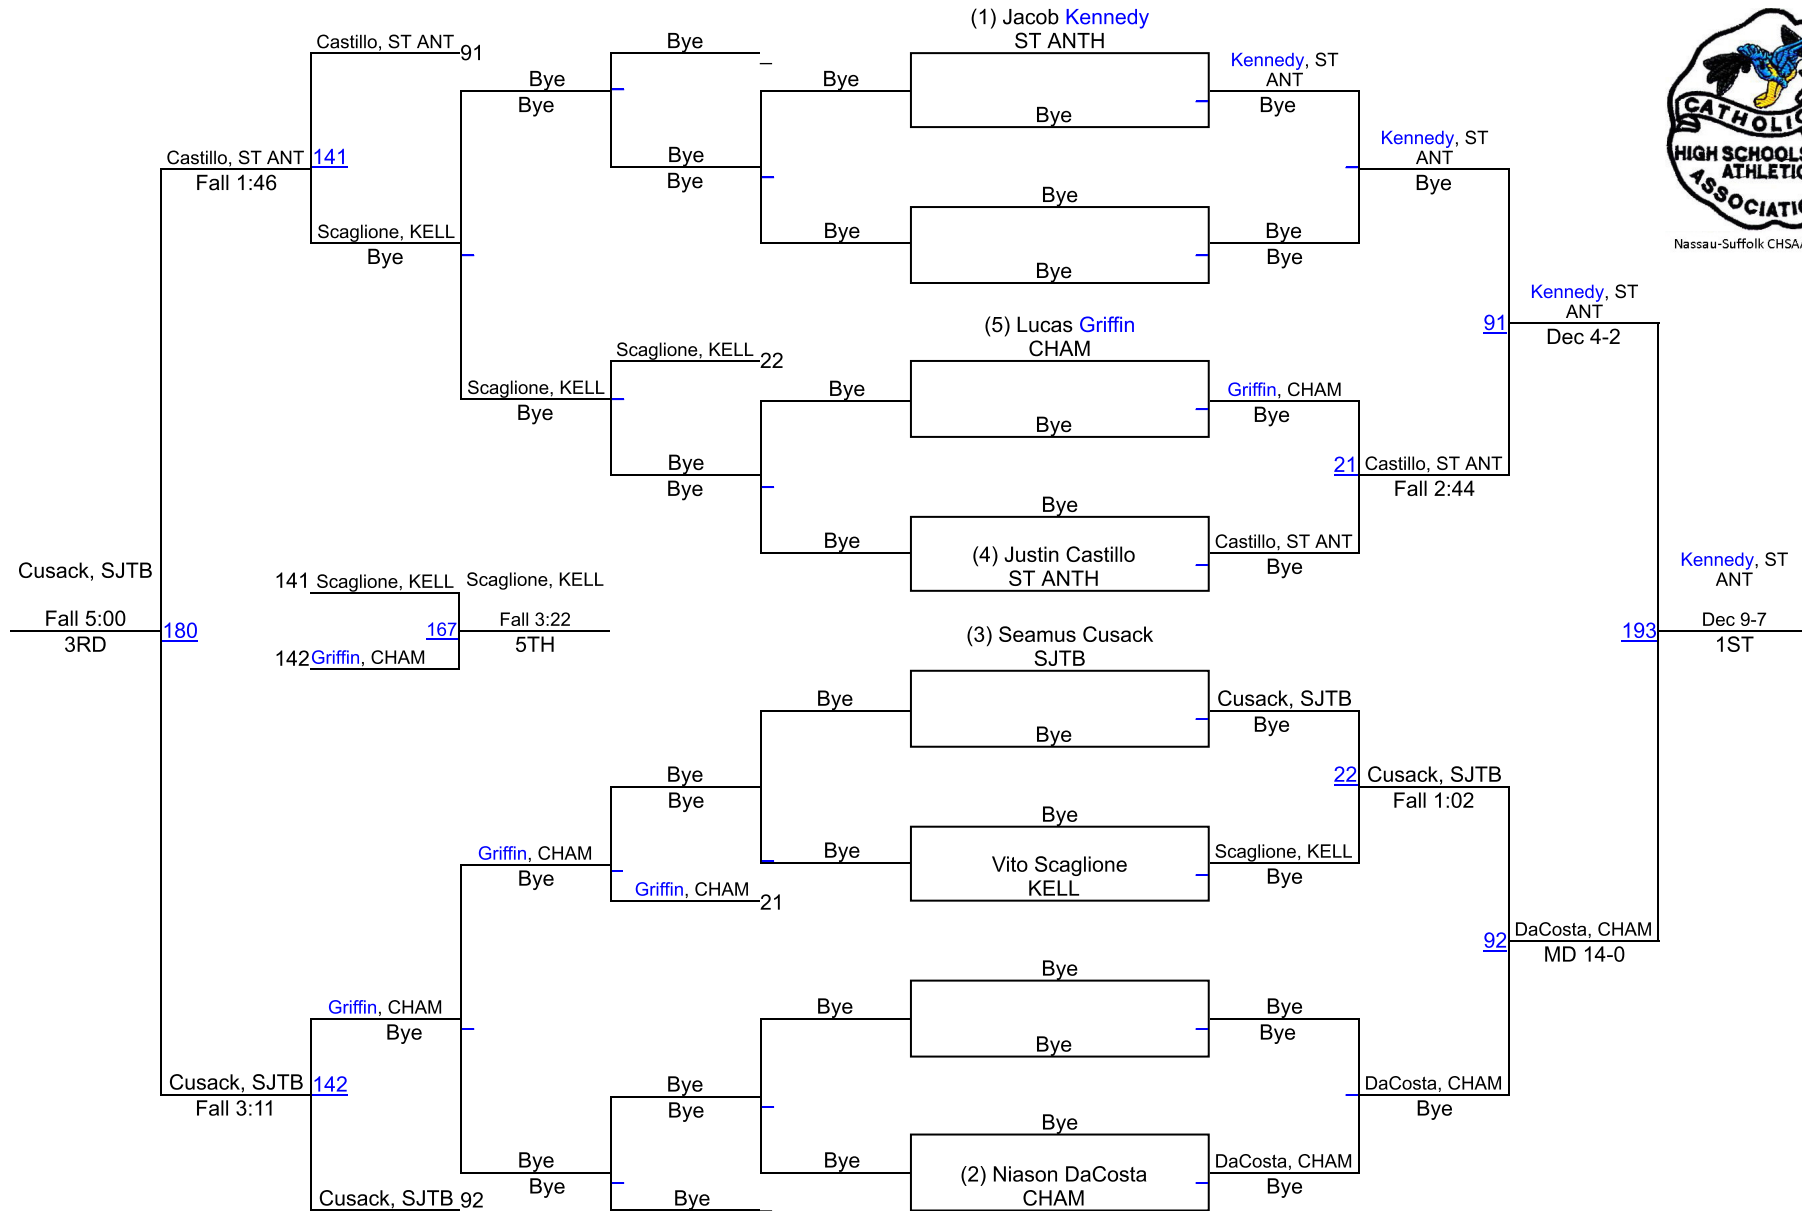 (1) Jacob Kennedy
ST ANTH
Bye
Bye
Bye
(5) Lucas Griffin
CHAM
Bye
Bye
(4) Justin Castillo
ST ANTH
(3) Seamus Cusack
SJTB
Bye
Bye
Vito Scaglione
KELL
Bye
Bye
Bye
(2) Niason DaCosta
CHAM
Kennedy, ST
ANT
Bye
Bye
Bye
Griffin, CHAM
Bye
Castillo, ST ANT
Bye
Cusack, SJTB
Bye
Scaglione, KELL
Bye
Bye
Bye
DaCosta, CHAM
Bye
Kennedy, ST
ANT
Bye
21 Castillo, ST ANT
Fall 2:44
22 Cusack, SJTB
Fall 1:02
DaCosta, CHAM
Bye
91
Kennedy, ST
ANT
Dec 4-2
92 DaCosta, CHAM
MD 14-0
193
Kennedy, ST
ANT
Dec 9-7
1ST
Bye
Bye
Bye
Bye
Bye
Bye
Bye
Bye
Bye
_
Bye
Bye
Scaglione, KELL 22
Bye
Bye
Bye
Bye
Griffin, CHAM 21
Bye
Bye
Bye _
Bye
Bye
Scaglione, KELL
Bye
Griffin, CHAM
Bye
Bye
Bye
Castillo, ST ANT 91
Scaglione, KELL
Bye
Griffin, CHAM
Bye
Cusack, SJTB 92
Castillo, ST ANT 141
Fall 1:46
Cusack, SJTB 142
Fall 3:11
Cusack, SJTB
Fall 5:00
3RD
180
141 Scaglione, KELL
142 Griffin, CHAM
167
Scaglione, KELL
Fall 3:22
5TH
CATHOLIC
HIGH SCHOOLS
ATHLETIC
ASSOCIATIO
Nassau-Suffolk CHSAA